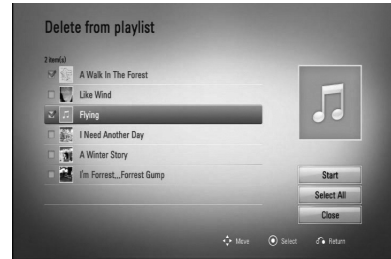 Delete from playlist
2 item(s)
A Walk In The Forest
Like Wind
Flying
I Need Another Day
A Winter Story
I'm Forrest,,,Forrest Gump
Start
Select All
Close
Move Select Return